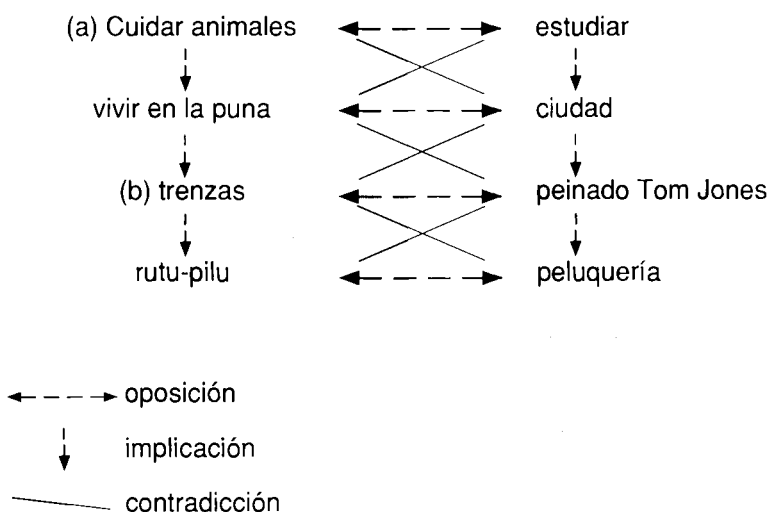 (a) Cuidar animales estudiar
vivir en la puna ciudad
(b) trenzas peinado Tom Jones
rutu-pilu peluquería
oposición
implicación
contradicción